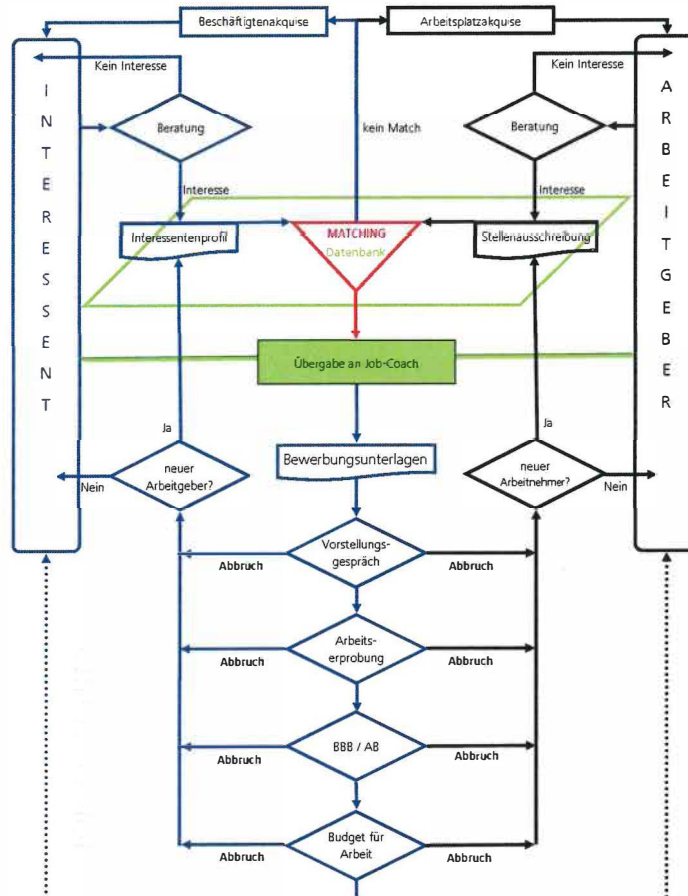 Beschäftigtenakquise
Arbeitsplatzakquise
Kein Interesse
Kein Interesse
INTERESSENT
ARBEITGEBER
Beratung
kein Match
Beratung
Interesse
Interesse
Interessentenprofil
MATCHING
Datenbank
Stellenausschreibung
Übergabe an Job-Coach
Ja
Ja
Bewerbungsunterlagen
neuer
Arbeitgeber?
neuer
Arbeitnehmer?
Nein
Nein
Vorstellungs-
gespräch
Abbruch
Abbruch
Arbeits-
erprobung
Abbruch
Abbruch
BBB / AB
Abbruch
Abbruch
Budget für
Arbeit
Abbruch
Abbruch